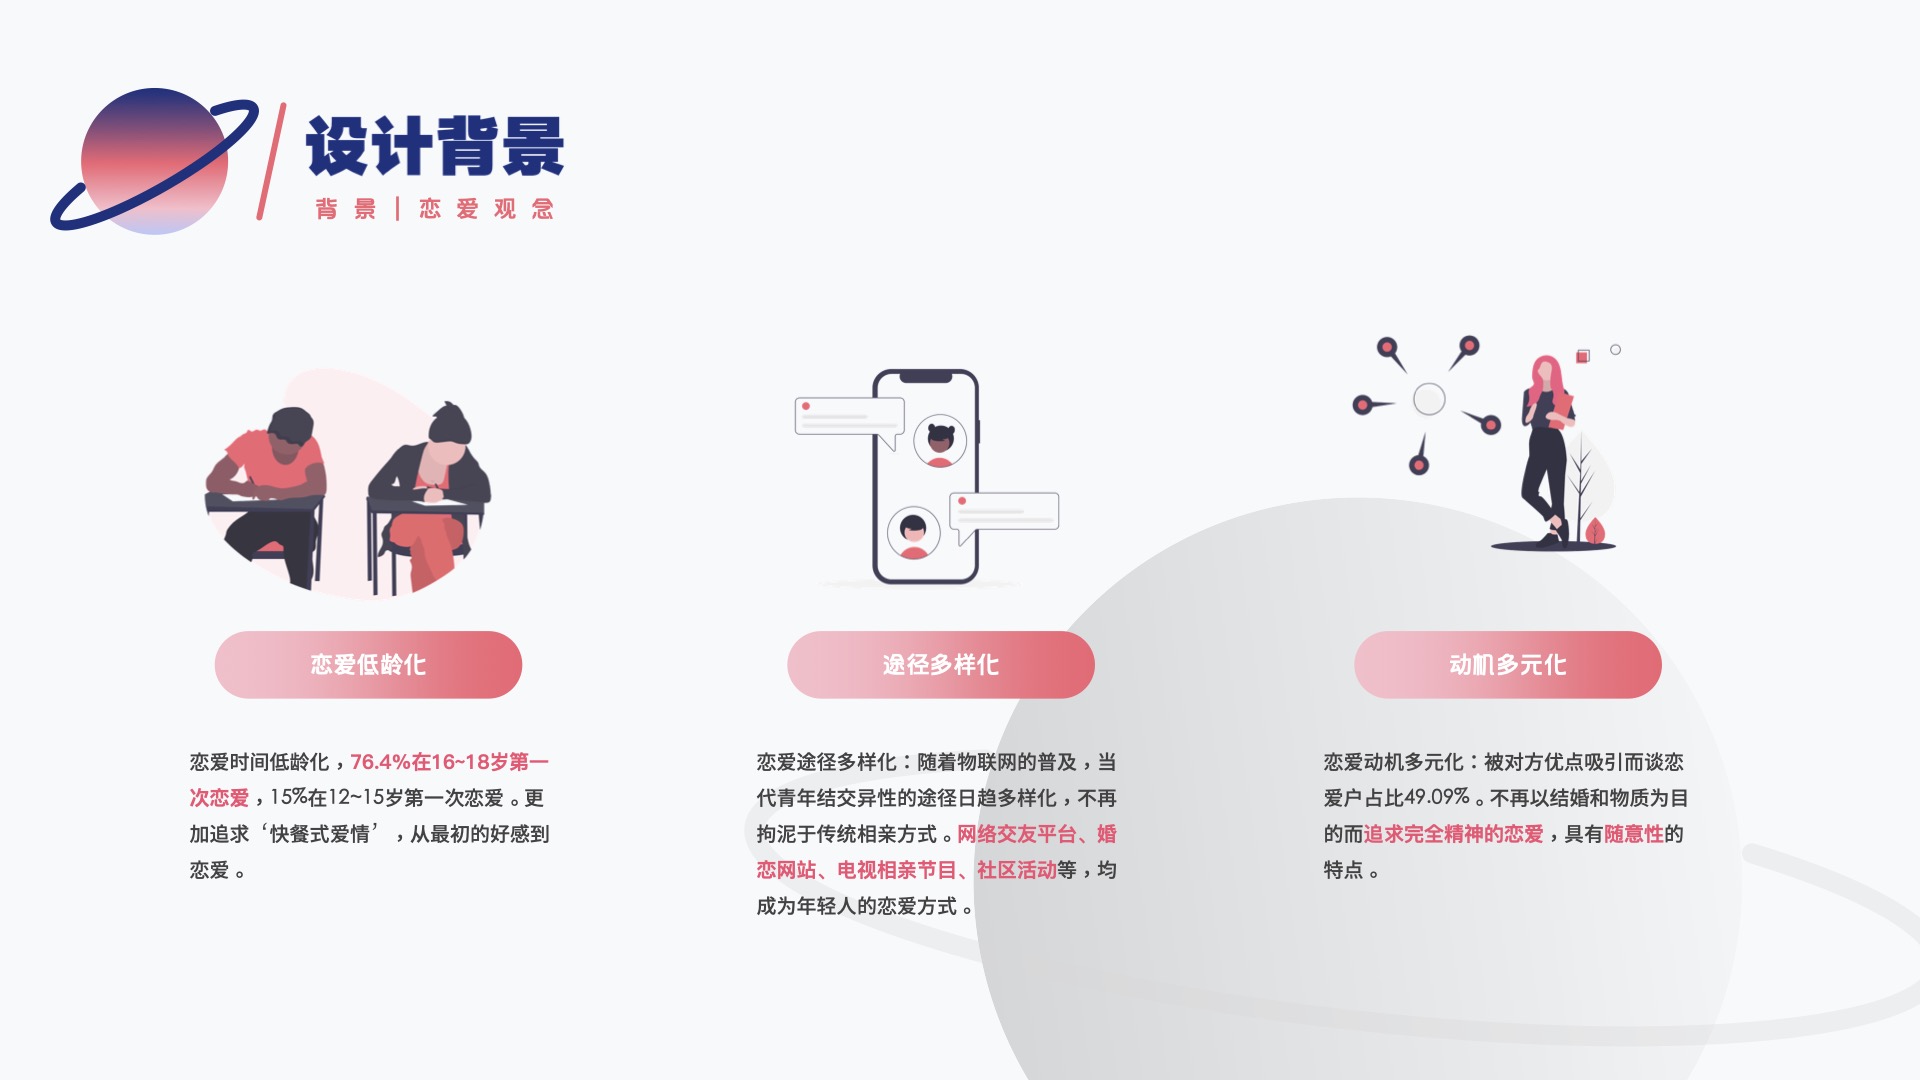 设计背景
背景|恋爱观念
恋爱低龄化
恋爱时间低龄化，76.4%在16~18岁第一
次恋爱，15%在12~15岁第一次恋爱。更
加追求‘快餐式爱情’，从最初的好感到
恋爱。
途径多样化
恋爱途径多样化：随着物联网的普及，当
代青年结交异性的途径日趋多样化，不再
拘泥于传统相亲方式。网络交友平台、婚
恋网站、电视相亲节目、社区活动等，均
成为年轻人的恋爱方式。
动机多元化
恋爱动机多元化：被对方优点吸引而谈恋
爱户占比49.09%。不再以结婚和物质为目
的而追求完全精神的恋爱，具有随意性的
特点。